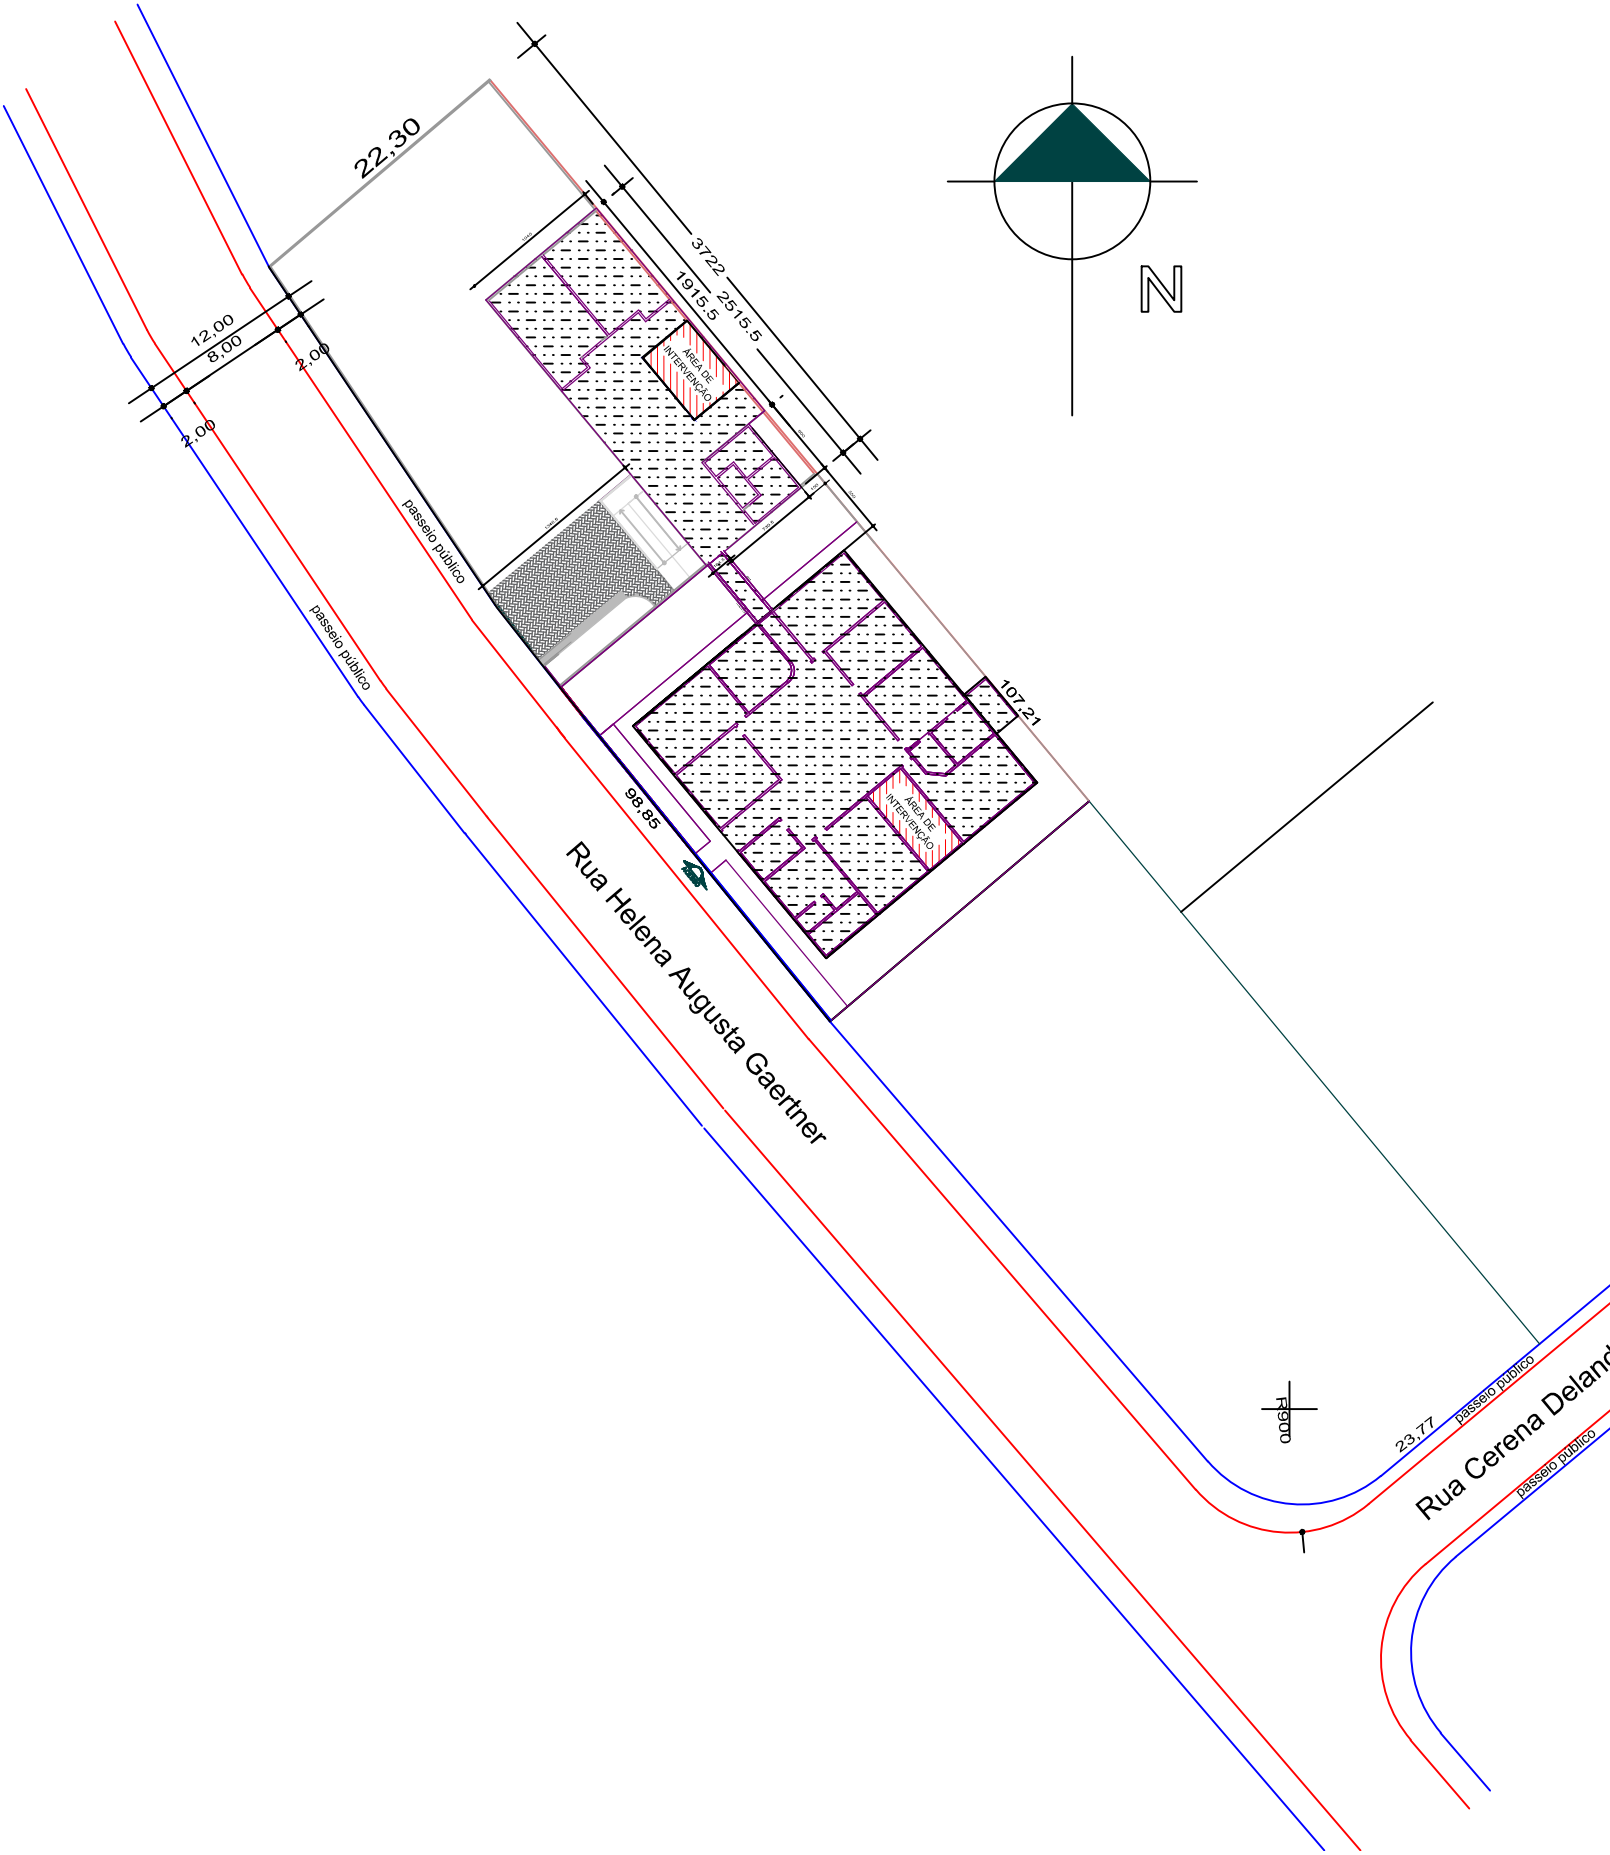 22,30
3722
1915.5
2515.5
N
12,00
8,00
2,00
2,00
ÁREA DE
INTERVENÇÃO
passeio público
passeio público
107,21
98,85
ÁREA DE
INTERVENÇÃO
Rua Helena Augusta Gaertner
R900
23,77
passeio público
Rua Cerena Deland
passeio público